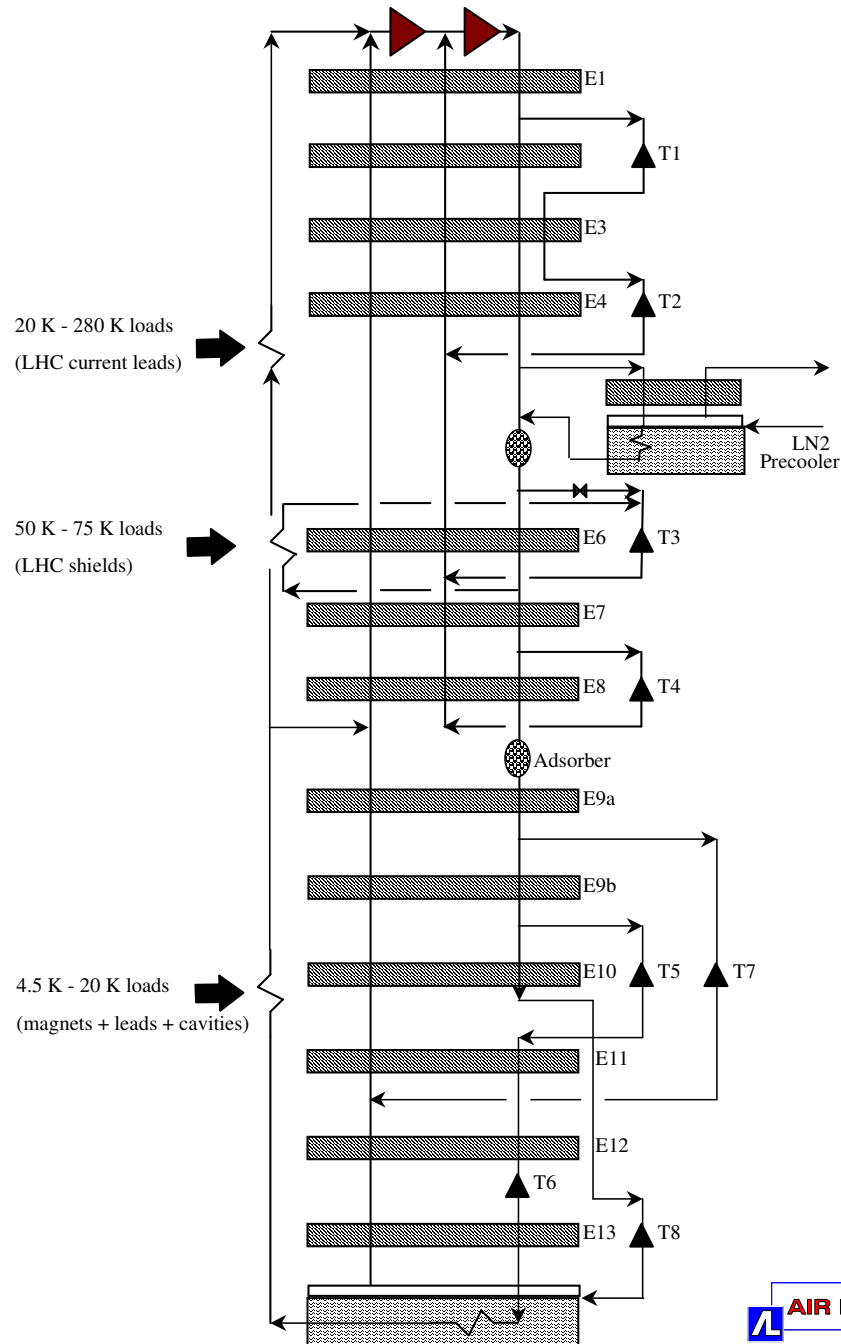 E1
T1
E3
E4
T2
20 K - 280 K loads
(LHC current leads)
LN2
Precooler
50 K - 75 K loads
(LHC shields)
E6
T3
E7
E8
T4
Adsorber
E9a
E9b
4.5 K - 20 K loads
(magnets + leads + cavities)
E10
T5
T7
E11
E12
T6
E13
T8
AIR